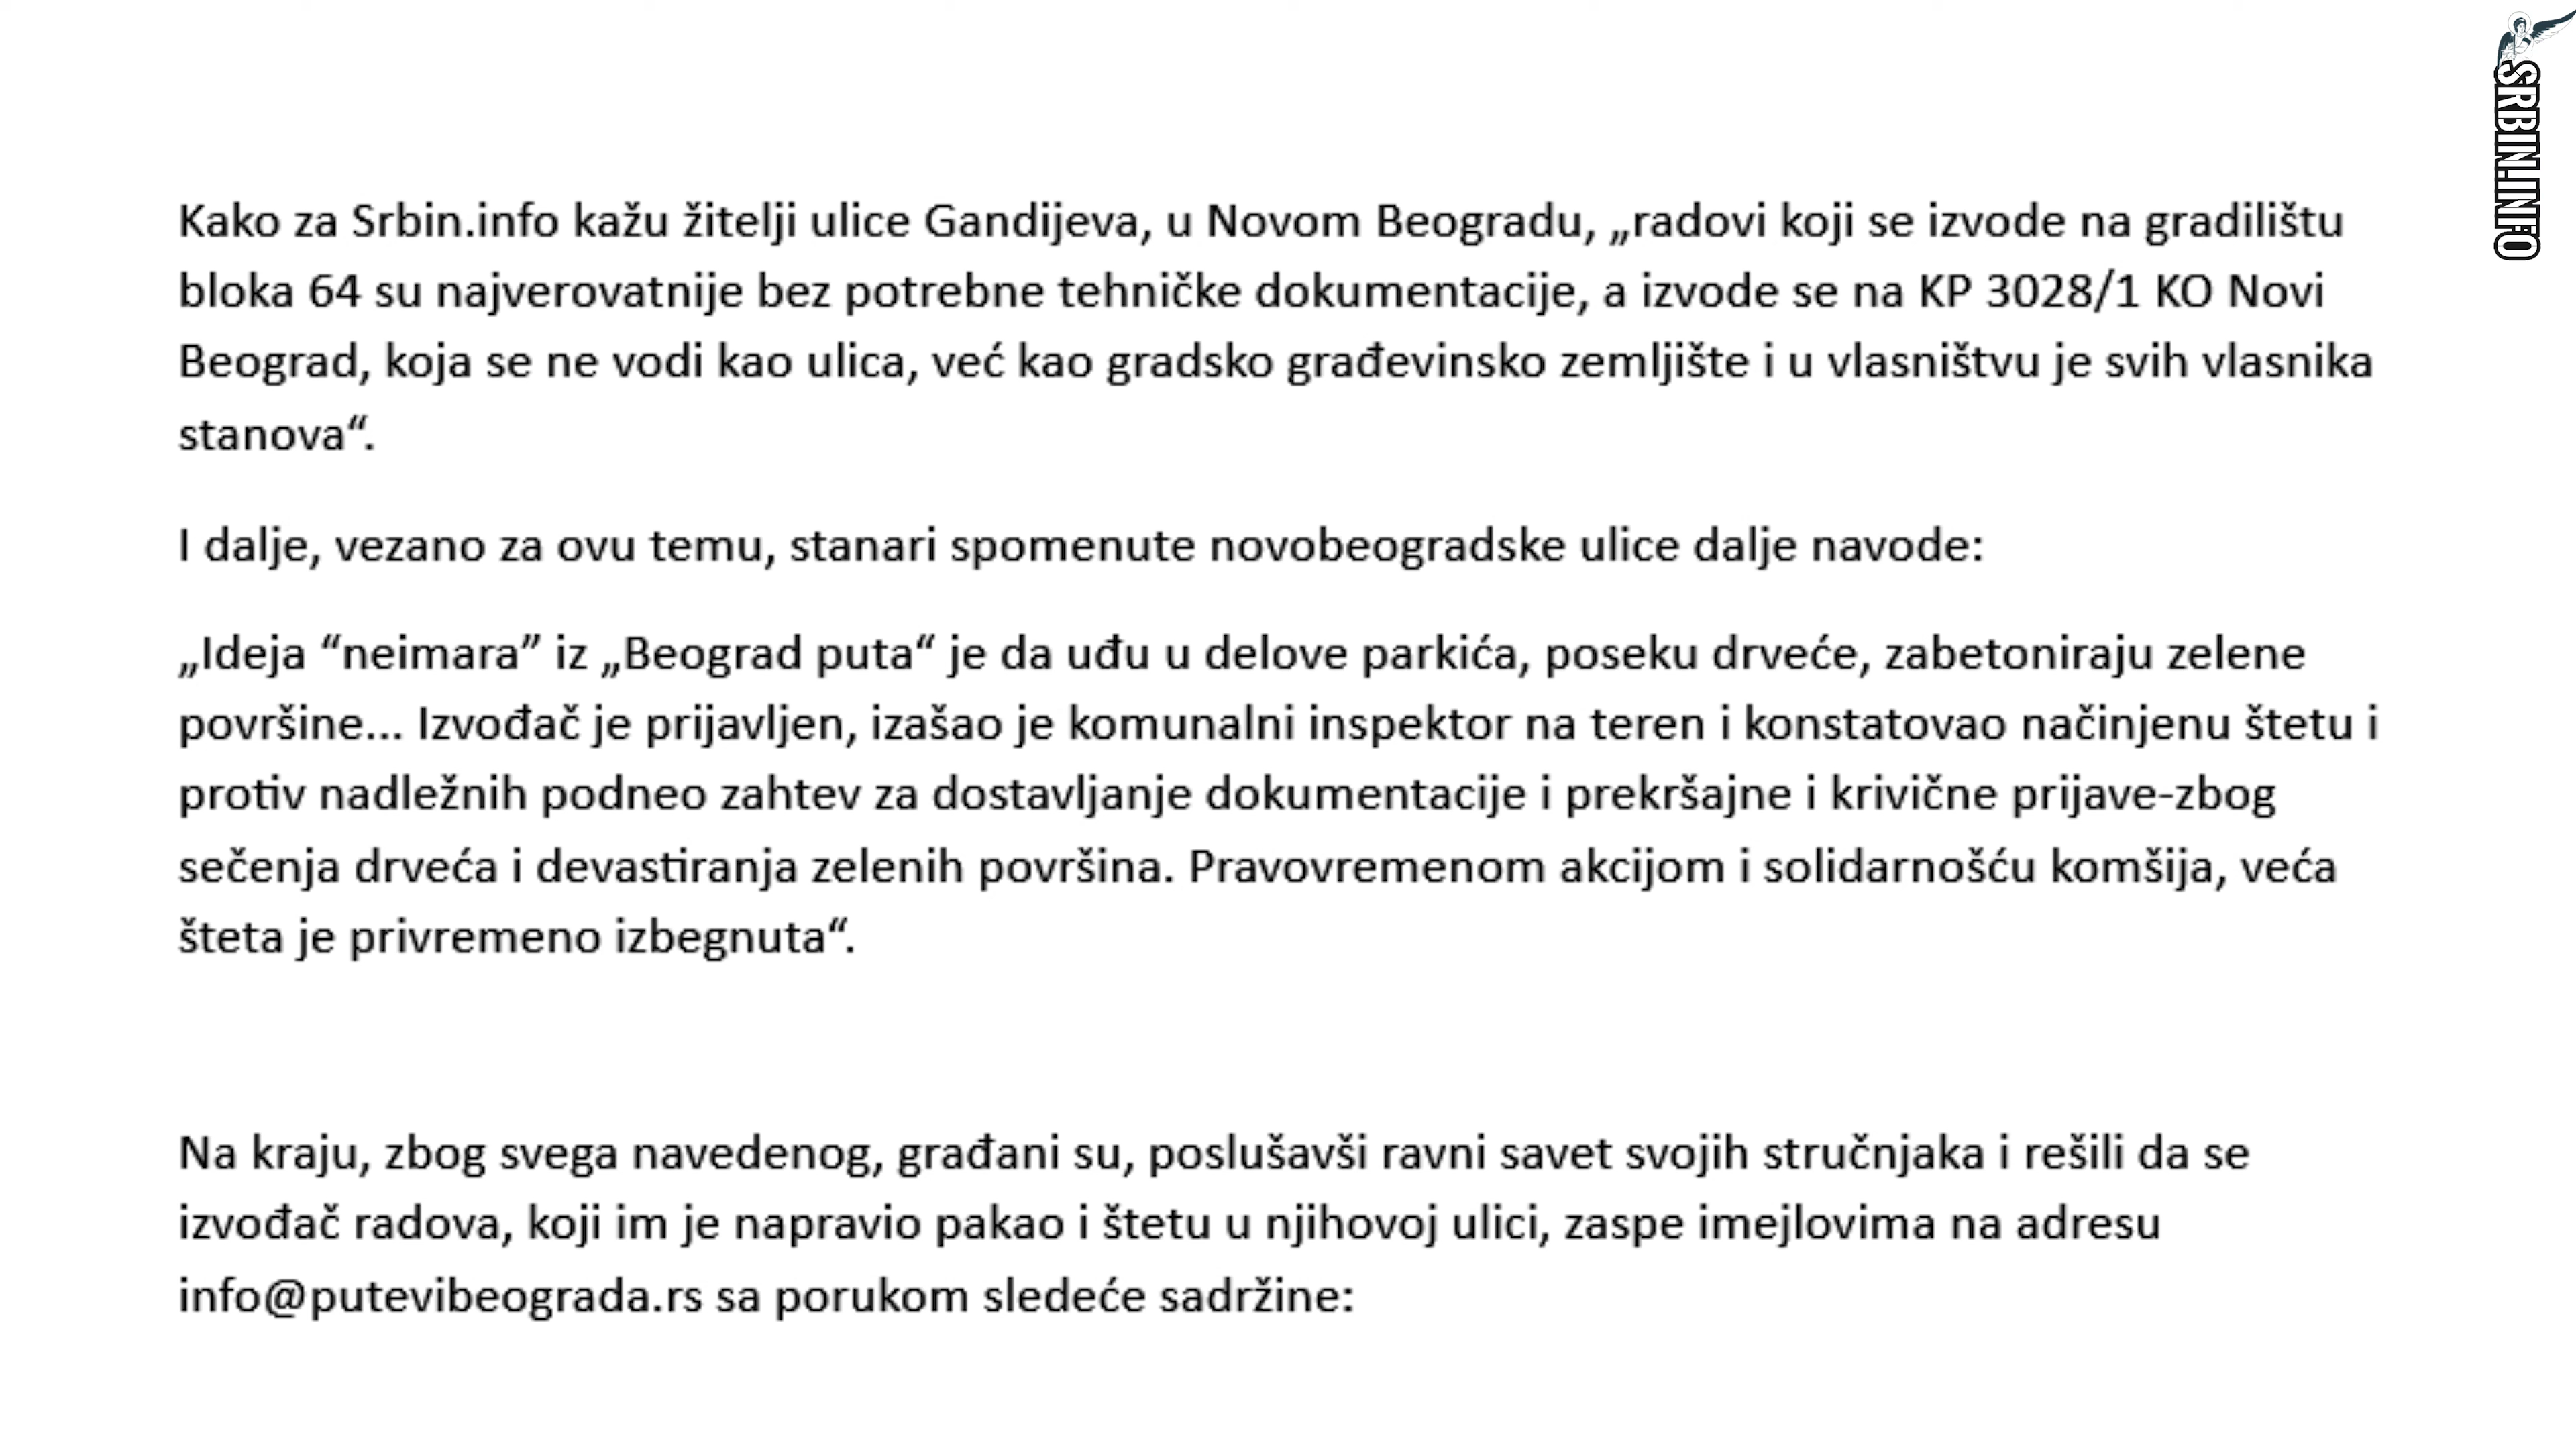 Kako za Srbin.info kažu žitelji ulice Gandijeva, u Novom Beogradu, „radovi koji se izvode na gradilištu
bloka 64 su najverovatnije bez potrebne tehničke dokumentacije, a izvode se na KP 3028/1 KO Novi
Beograd, koja se ne vodi kao ulica, već kao gradsko građevinsko zemljište i u vlasništvu je svih vlasnika
stanova“.
I dalje, vezano za ovu temu, stanari spomenute novobeogradske ulice dalje navode:
„Ideja “neimara” iz „Beograd puta“ je da uđu u delove parkića, poseku drveće, zabetoniraju zelene
površine... Izvođač je prijavljen, izašao je komunalni inspektor na teren i konstatovao načinjenu štetu i
protiv nadležnih podneo zahtev za dostavljanje dokumentacije i prekršajne i krivične prijave-zbog
sečenja drveća i devastiranja zelenih površina. Pravovremenom akcijom i solidarnošću komšija, veća
šteta je privremeno izbegnuta“.
Na kraju, zbog svega navedenog, građani su, poslušavši ravni savet svojih stručnjaka i rešili da se
izvođač radova, koji im je napravio pakao i štetu u njihovoj ulici, zaspe imejlovima na adresu
info@putevibeograda.rs sa porukom sledeće sadržine:
SRBIN.INFO